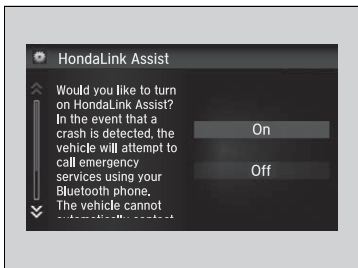 HondaLink Assist
Would you like to turn
on HondaLink Assist?
In the event that a
crash is detected, the
vehicle will attempt to
call emergency
services using your
Bluetooth phone.
The vehicle cannot
On
Off